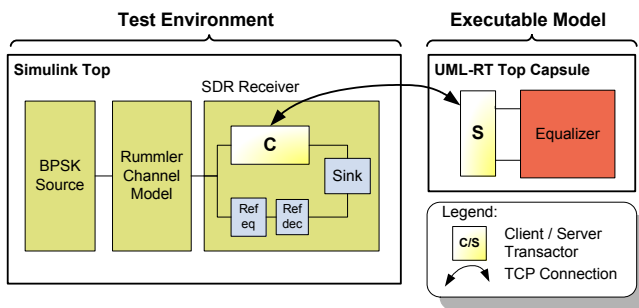 Test Environment
Executable Model
Simulink Top
SDR Receiver
BPSK
Source
Rummler
Channel
Model
C
Sink
Ref
eq
Ref
dec
UML-RT Top Capsule
S
Equalizer
Legend:
C/S
Client / Server
Transactor
TCP Connection